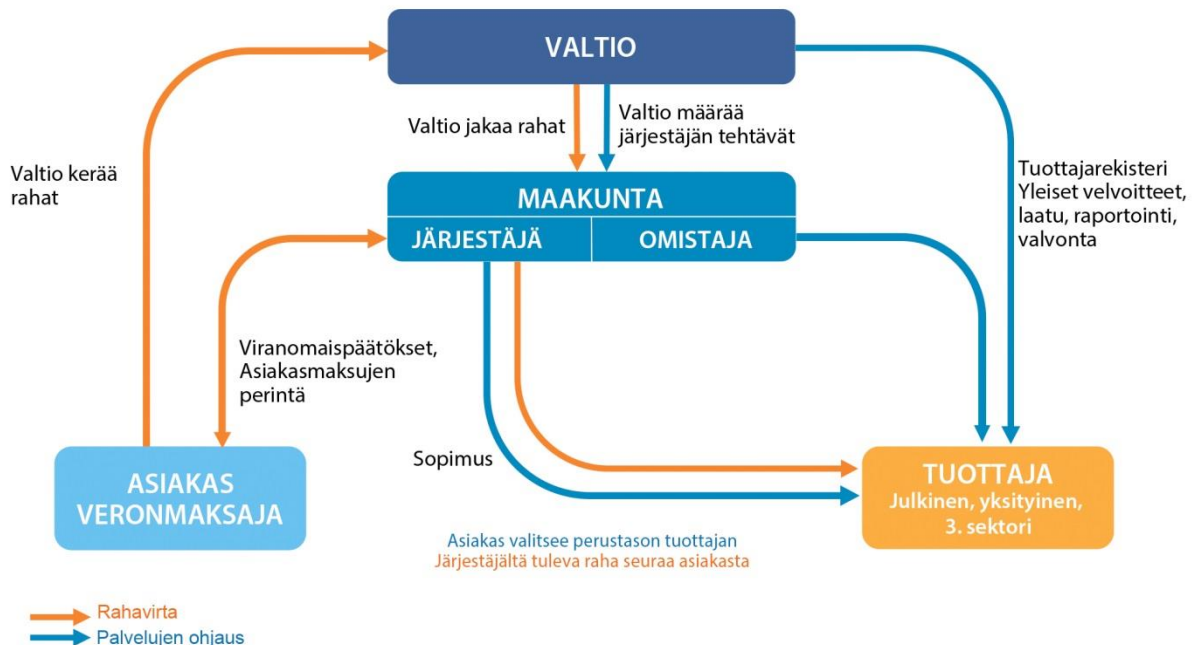 VALTIO
Valtio jakaa rahat
Valtio määrää
järjestäjän tehtävät
Valtio kerää
rahat
Tuottajarekisteri
Yleiset velvoitteet,
laatu, raportointi,
valvonta
MAAKUNTA
JÄRJESTÄJÄ
OMISTAJA
Viranomaispäätökset,
Asiakasmaksujen
perintä
Sopimus
ASIAKAS
VERONMAKSAJA
TUOTTAJA
Julkinen, yksityinen,
3. sektori
Asiakas valitsee perustason tuottajan
Järjestäjältä tuleva raha seuraa asiakasta
Rahavirta
Palvelujen ohjaus